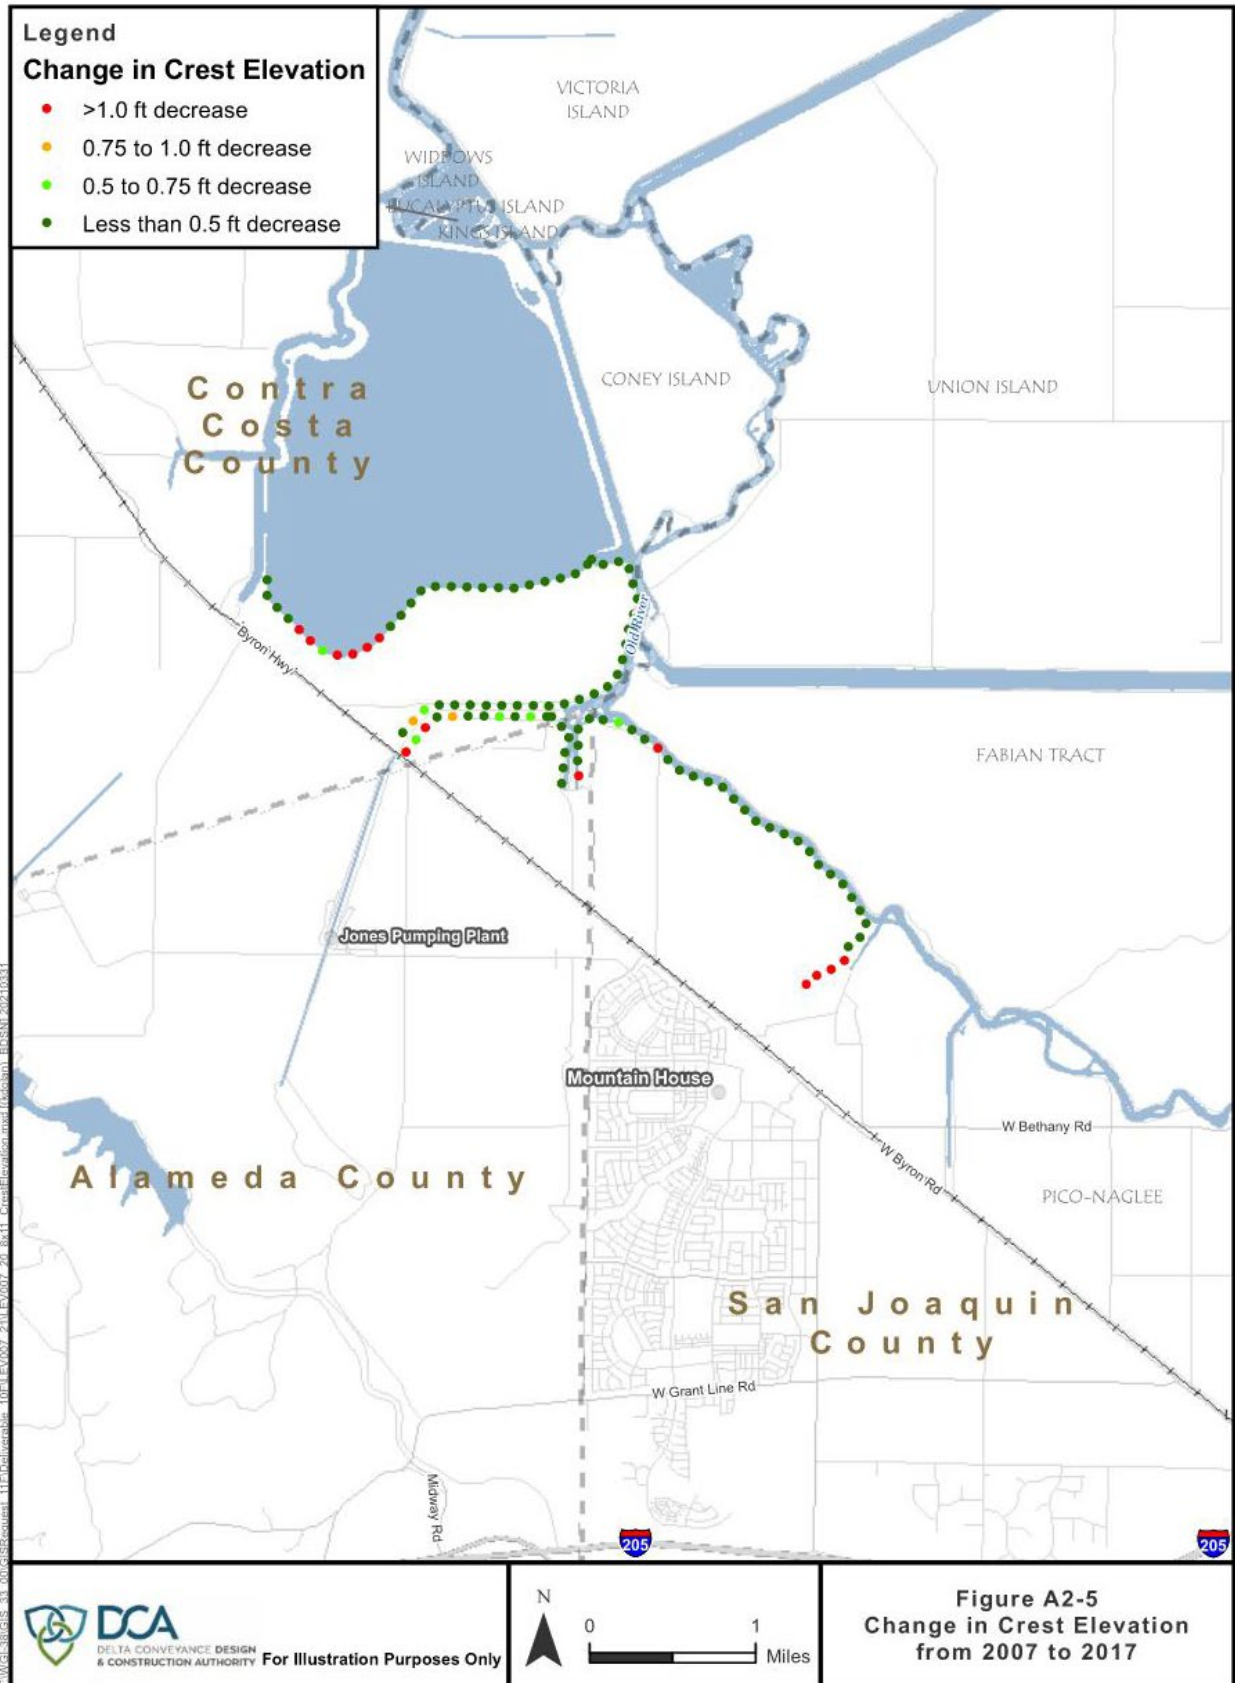 Legend
Change in Crest Elevation
>1.0 ft decrease
0.75 to 1.0 ft decrease
0.5 to 0.75 ft decrease
Less than 0.5 ft decrease
VICTORIA
ISLAND
WIDDOWS
ISLAND
EUCALYPTUS ISLAND
KINGS ISLAND
Contra
Costa
County
CONEY ISLAND
UNION ISLAND
Old River
Byron Hwy
FABIAN TRACT
Jones Pumping Plant
Mountain House
W Bethany Rd
W Byron Rd
PICO-NAGLEE
Alameda County
San Joaquin
County
W Grant Line Rd
Midway Rd
205
205
DCA
DELTA CONVEYANCE DESIGN
& CONSTRUCTION AUTHORITY
For Illustration Purposes Only
N
0 1
Miles
Figure A2-5
Change in Crest Elevation
from 2007 to 2017